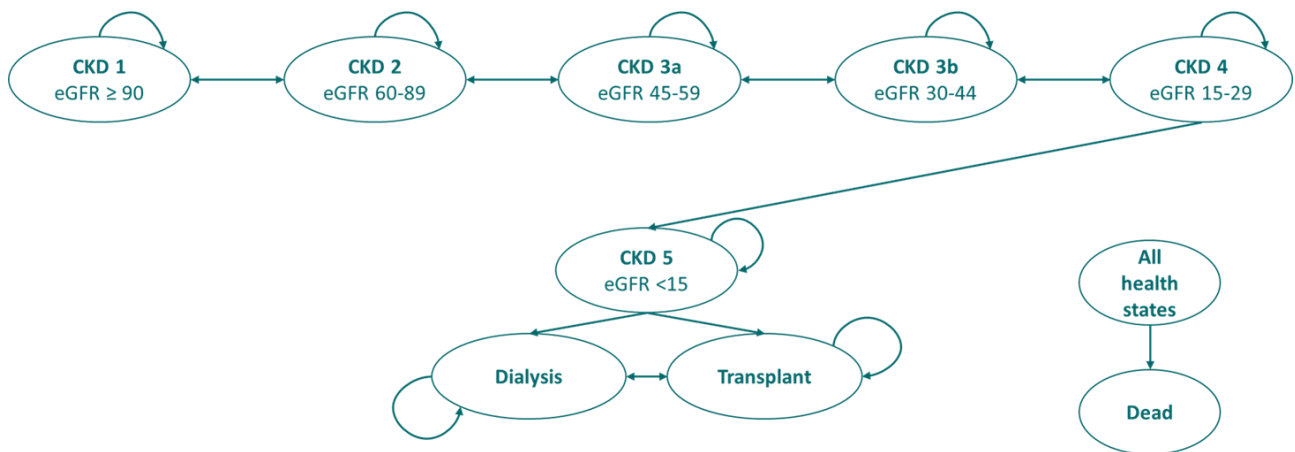 CKD 1
eGFR ≥ 90
CKD 2
eGFR 60-89
CKD 3a
eGFR 45-59
CKD 3b
eGFR 30-44
CKD 4
eGFR 15-29
CKD 5
eGFR <15
All
health
states
Dialysis
Transplant
Dead